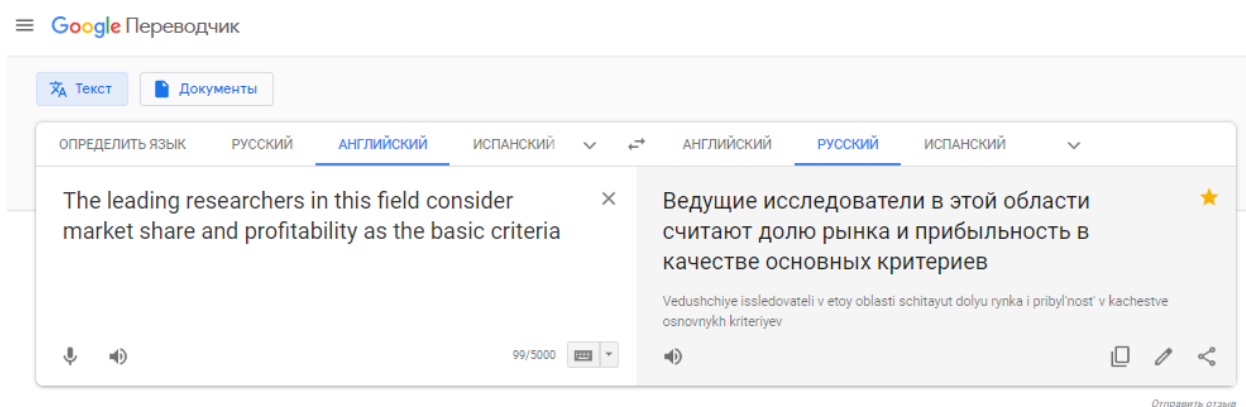 Google Переводчик
Текст
Документы
ОПРЕДЕЛИТЬ ЯЗЫК РУССКИЙ АНГЛИЙСКИЙ ИСПАНСКИЙ АНГЛИЙСКИЙ РУССКИЙ ИСПАНСКИЙ
The leading researchers in this field consider
market share and profitability as the basic criteria
99/5000
Ведущие исследователи в этой области
считают долю рынка и прибыльность в
качестве основных критериев
Vedushchiye issledovateli v etoy oblasti schitayut dolyu rynka i pribyl'nost' v kachestve
osnovnykh kriteriyev
Отправить отзыв